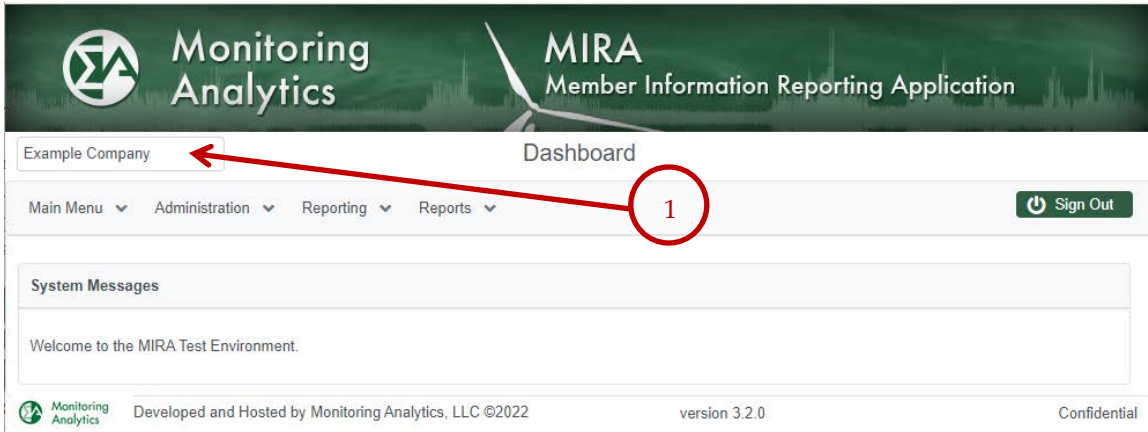 Monitoring
Analytics
MIRA
Member Information Reporting Application
Example Company
Dashboard
1
Main Menu
Administration
Reporting
Reports
Sign Out
System Messages
Welcome to the MIRA Test Environment.
Monitoring
Analytics
Developed and Hosted by Monitoring Analytics, LLC ©2022
version 3.2.0
Confidential